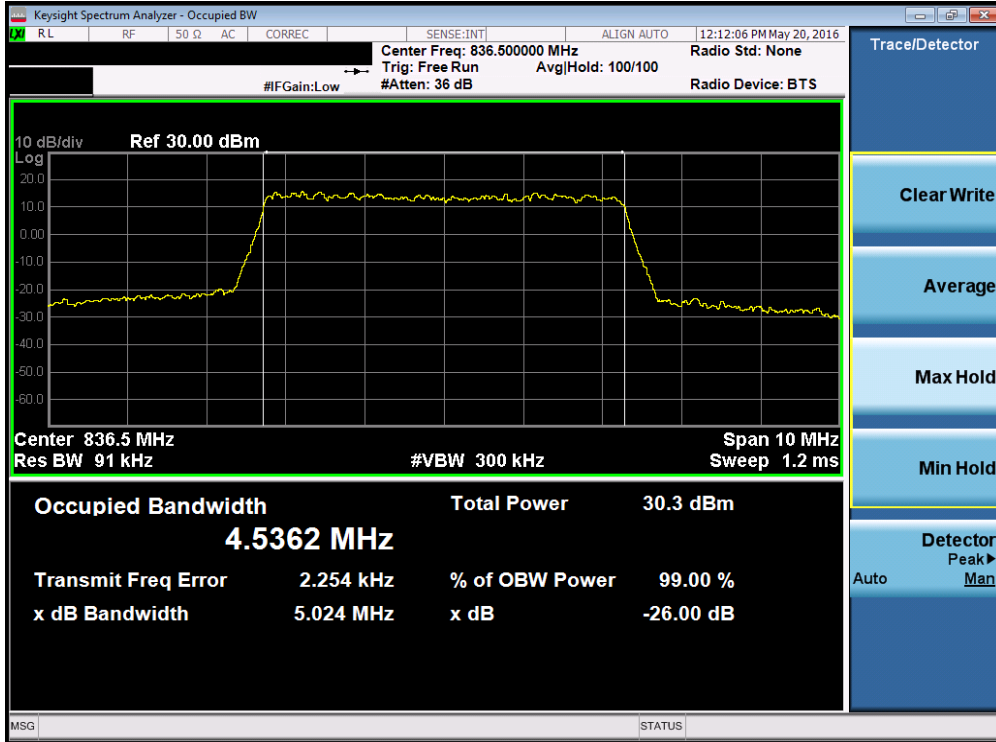 Keysight Spectrum Analyzer - Occupied BW
LXI RL RF 50 Ω AC CORREC SENSE:INT ALIGN AUTO 12:12:06 PM May 20, 2016
Center Freq: 836.500000 MHz Radio Std: None
Trig: Free Run Avg|Hold: 100/100
#IFGain:Low #Atten: 36 dB Radio Device: BTS
10 dB/div Ref 30.00 dBm
Log
20.0
10.0
0.00
-10.0
-20.0
-30.0
-40.0
-50.0
-60.0
Center 836.5 MHz Span 10 MHz
Res BW 91 kHz #VBW 300 kHz Sweep 1.2 ms
Occupied Bandwidth Total Power 30.3 dBm
4.5362 MHz
Transmit Freq Error 2.254 kHz % of OBW Power 99.00 %
x dB Bandwidth 5.024 MHz x dB -26.00 dB
MSG STATUS
Trace/Detector
Clear Write
Average
Max Hold
Min Hold
Detector
Peak▶
Auto Man